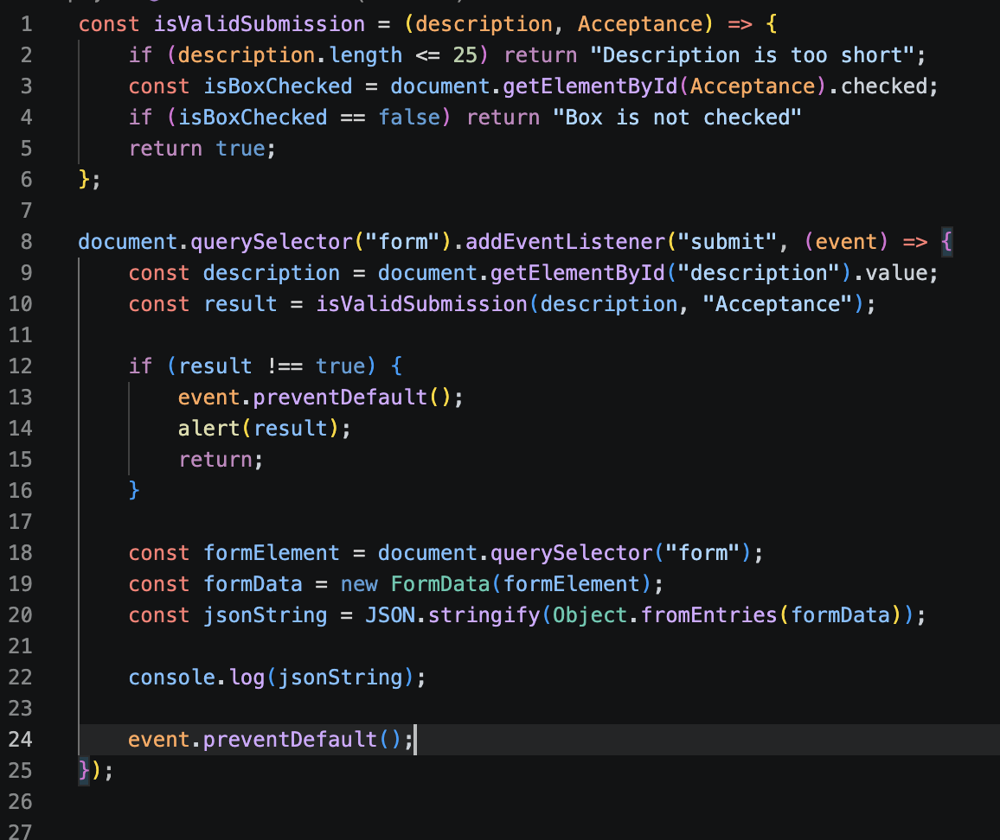 1 const isValidSubmission = (description, Acceptance) => {
2 if (description.length <= 25) return "Description is too short";
3 const isBoxChecked = document.getElementById(Acceptance).checked;
4 if (isBoxChecked == false) return "Box is not checked"
5 return true;
6 };
7
8 document.querySelector("form").addEventListener("submit", (event) => {
9 const description = document.getElementById("description").value;
10 const result = isValidSubmission(description, "Acceptance");
11
12 if (result !== true) {
13 event.preventDefault();
14 alert(result);
15 return;
16 }
17
18 const formElement = document.querySelector("form");
19 const formData = new FormData(formElement);
20 const jsonString = JSON.stringify(Object.fromEntries(formData));
21
22 console.log(jsonString);
23
24 event.preventDefault();
25 });
26
27